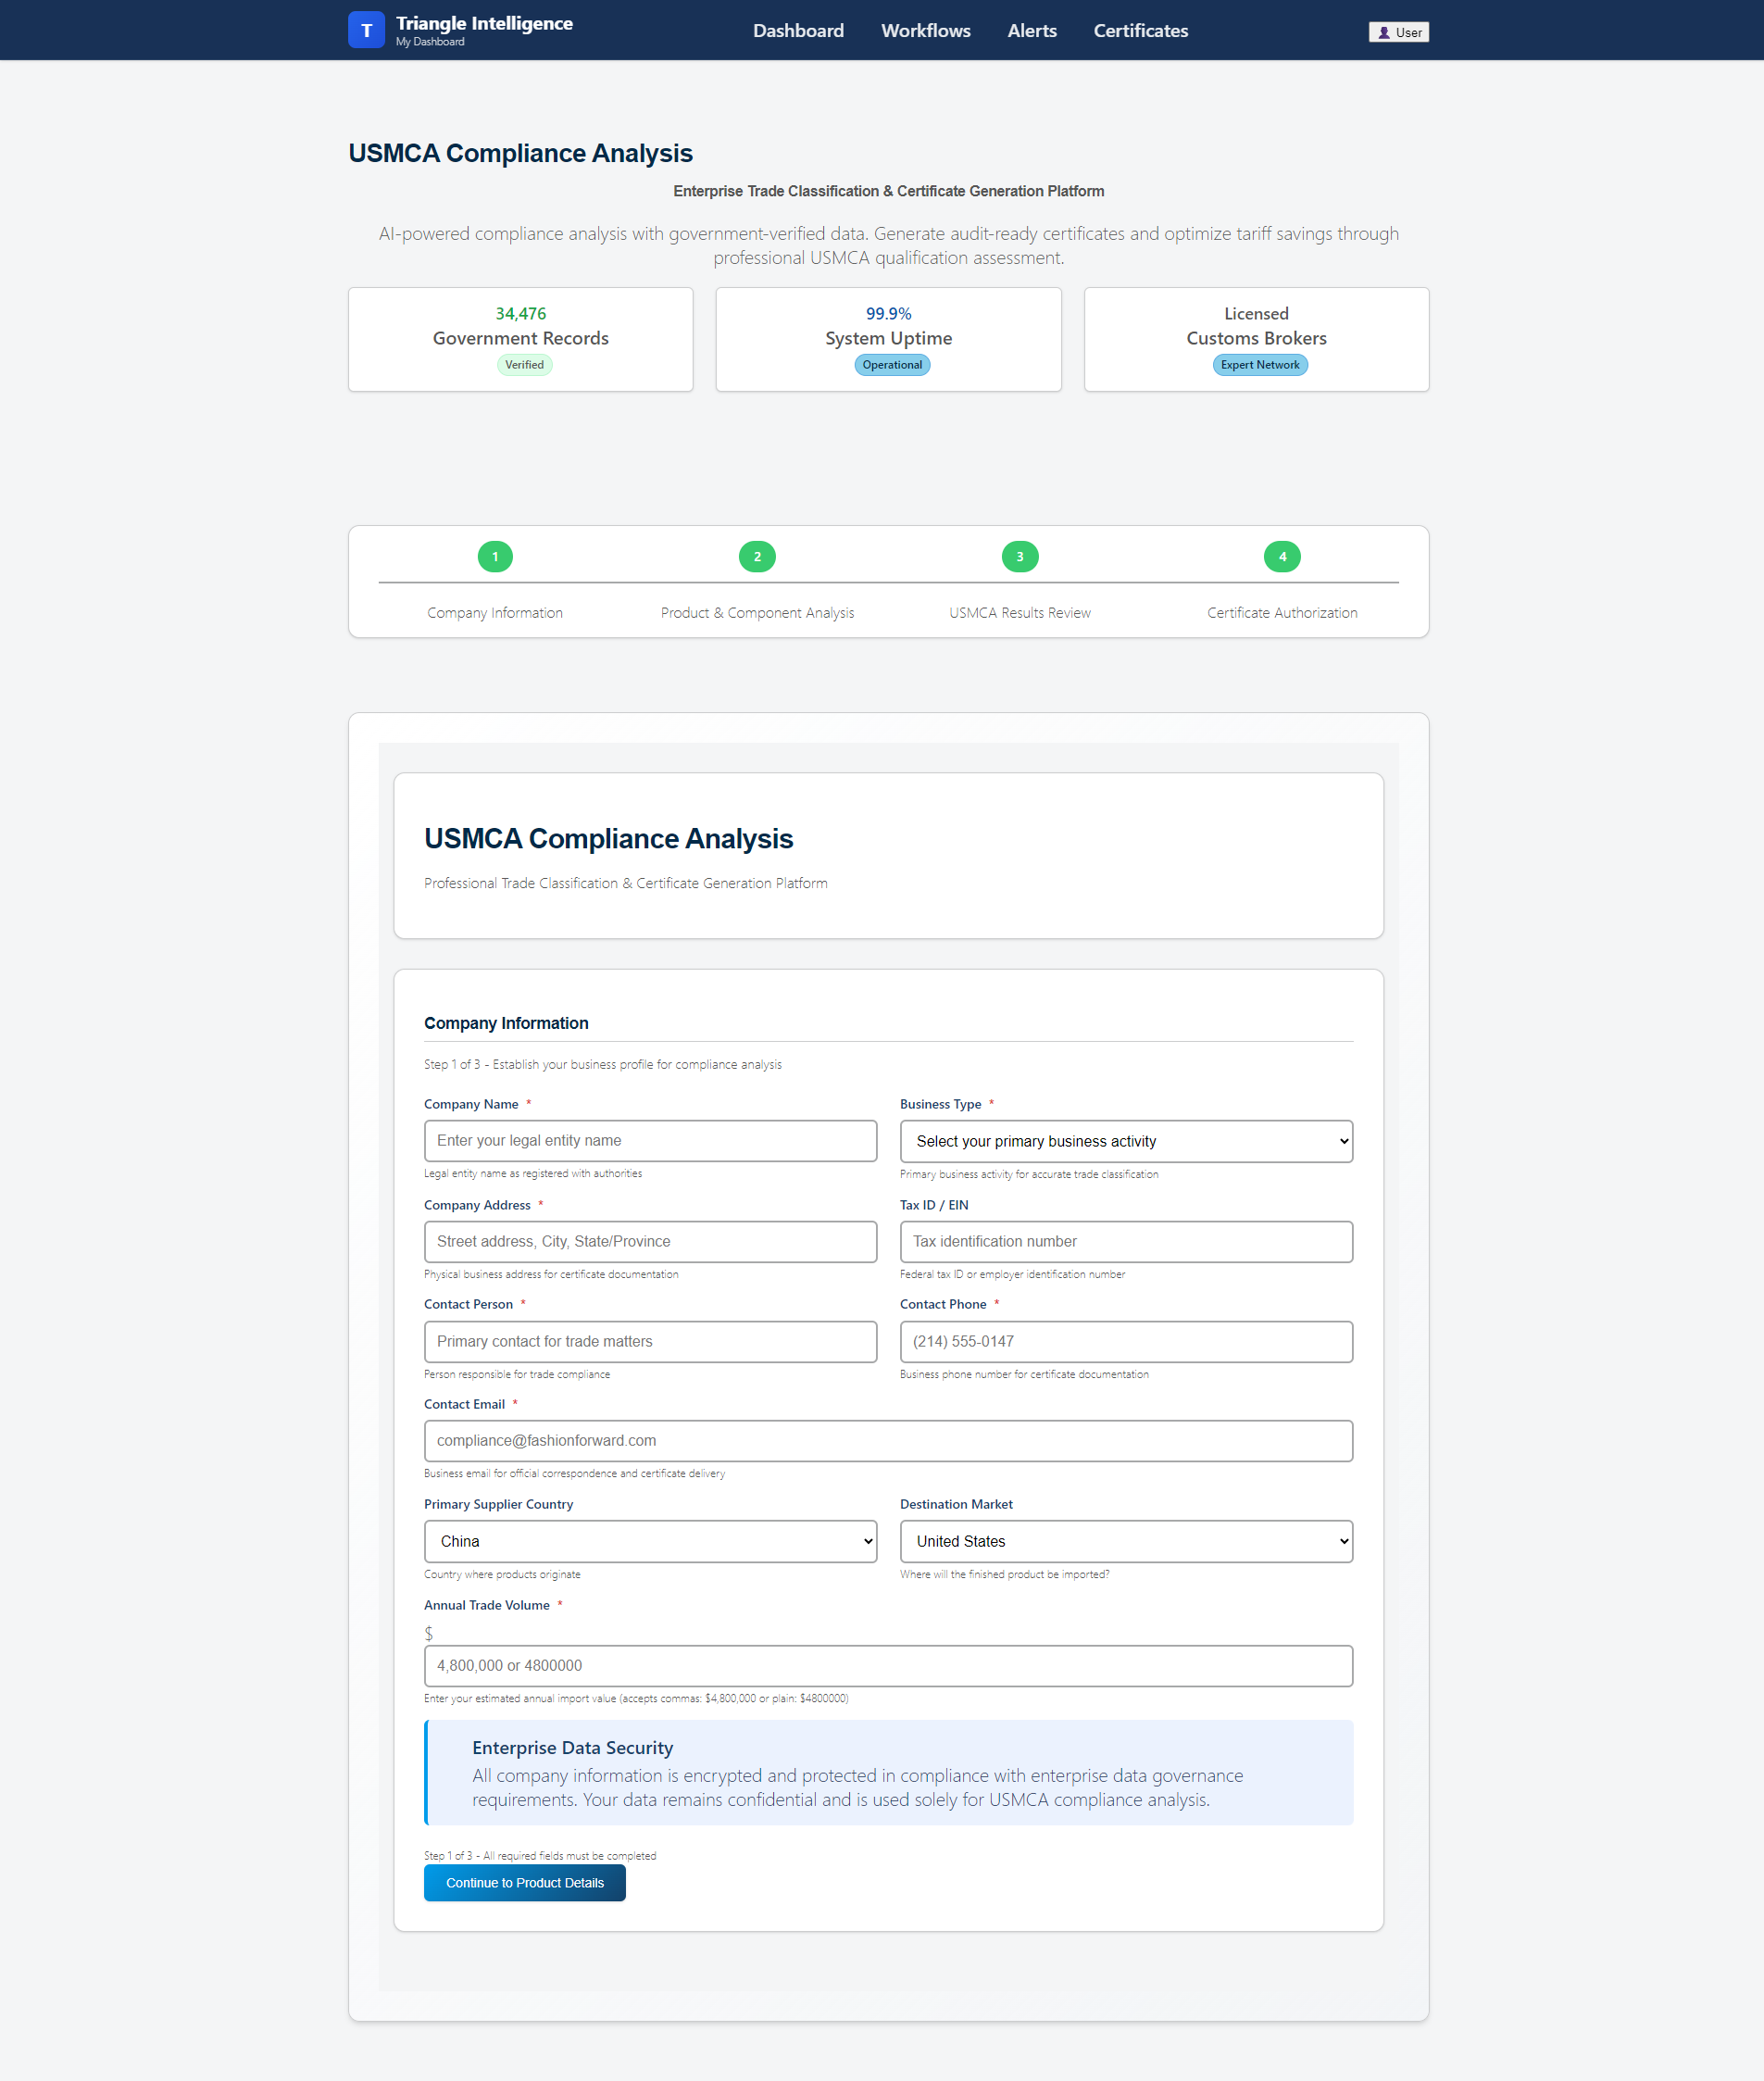 T
Triangle Intelligence
My Dashboard
Dashboard
Workflows
Alerts
Certificates
User
USMCA Compliance Analysis
Enterprise Trade Classification & Certificate Generation Platform
AI-powered compliance analysis with government-verified data. Generate audit-ready certificates and optimize tariff savings through
professional USMCA qualification assessment.
34,476
Government Records
Verified
99.9%
System Uptime
Operational
Licensed
Customs Brokers
Expert Network
1
Company Information
2
Product & Component Analysis
3
USMCA Results Review
4
Certificate Authorization
USMCA Compliance Analysis
Professional Trade Classification & Certificate Generation Platform
Company Information
Step 1 of 3 - Establish your business profile for compliance analysis
Company Name *
Enter your legal entity name
Legal entity name as registered with authorities
Business Type *
Select your primary business activity
Primary business activity for accurate trade classification
Company Address *
Street address, City, State/Province
Physical business address for certificate documentation
Tax ID / EIN
Tax identification number
Federal tax ID or employer identification number
Contact Person *
Primary contact for trade matters
Person responsible for trade compliance
Contact Phone *
(214) 555-0147
Business phone number for certificate documentation
Contact Email *
compliance@fashionforward.com
Business email for official correspondence and certificate delivery
Primary Supplier Country
China
Country where products originate
Destination Market
United States
Where will the finished product be imported?
Annual Trade Volume *
$
4,800,000 or 4800000
Enter your estimated annual import value (accepts commas: $4,800,000 or plain: $4800000)
Enterprise Data Security
All company information is encrypted and protected in compliance with enterprise data governance
requirements. Your data remains confidential and is used solely for USMCA compliance analysis.
Step 1 of 3 - All required fields must be completed
Continue to Product Details